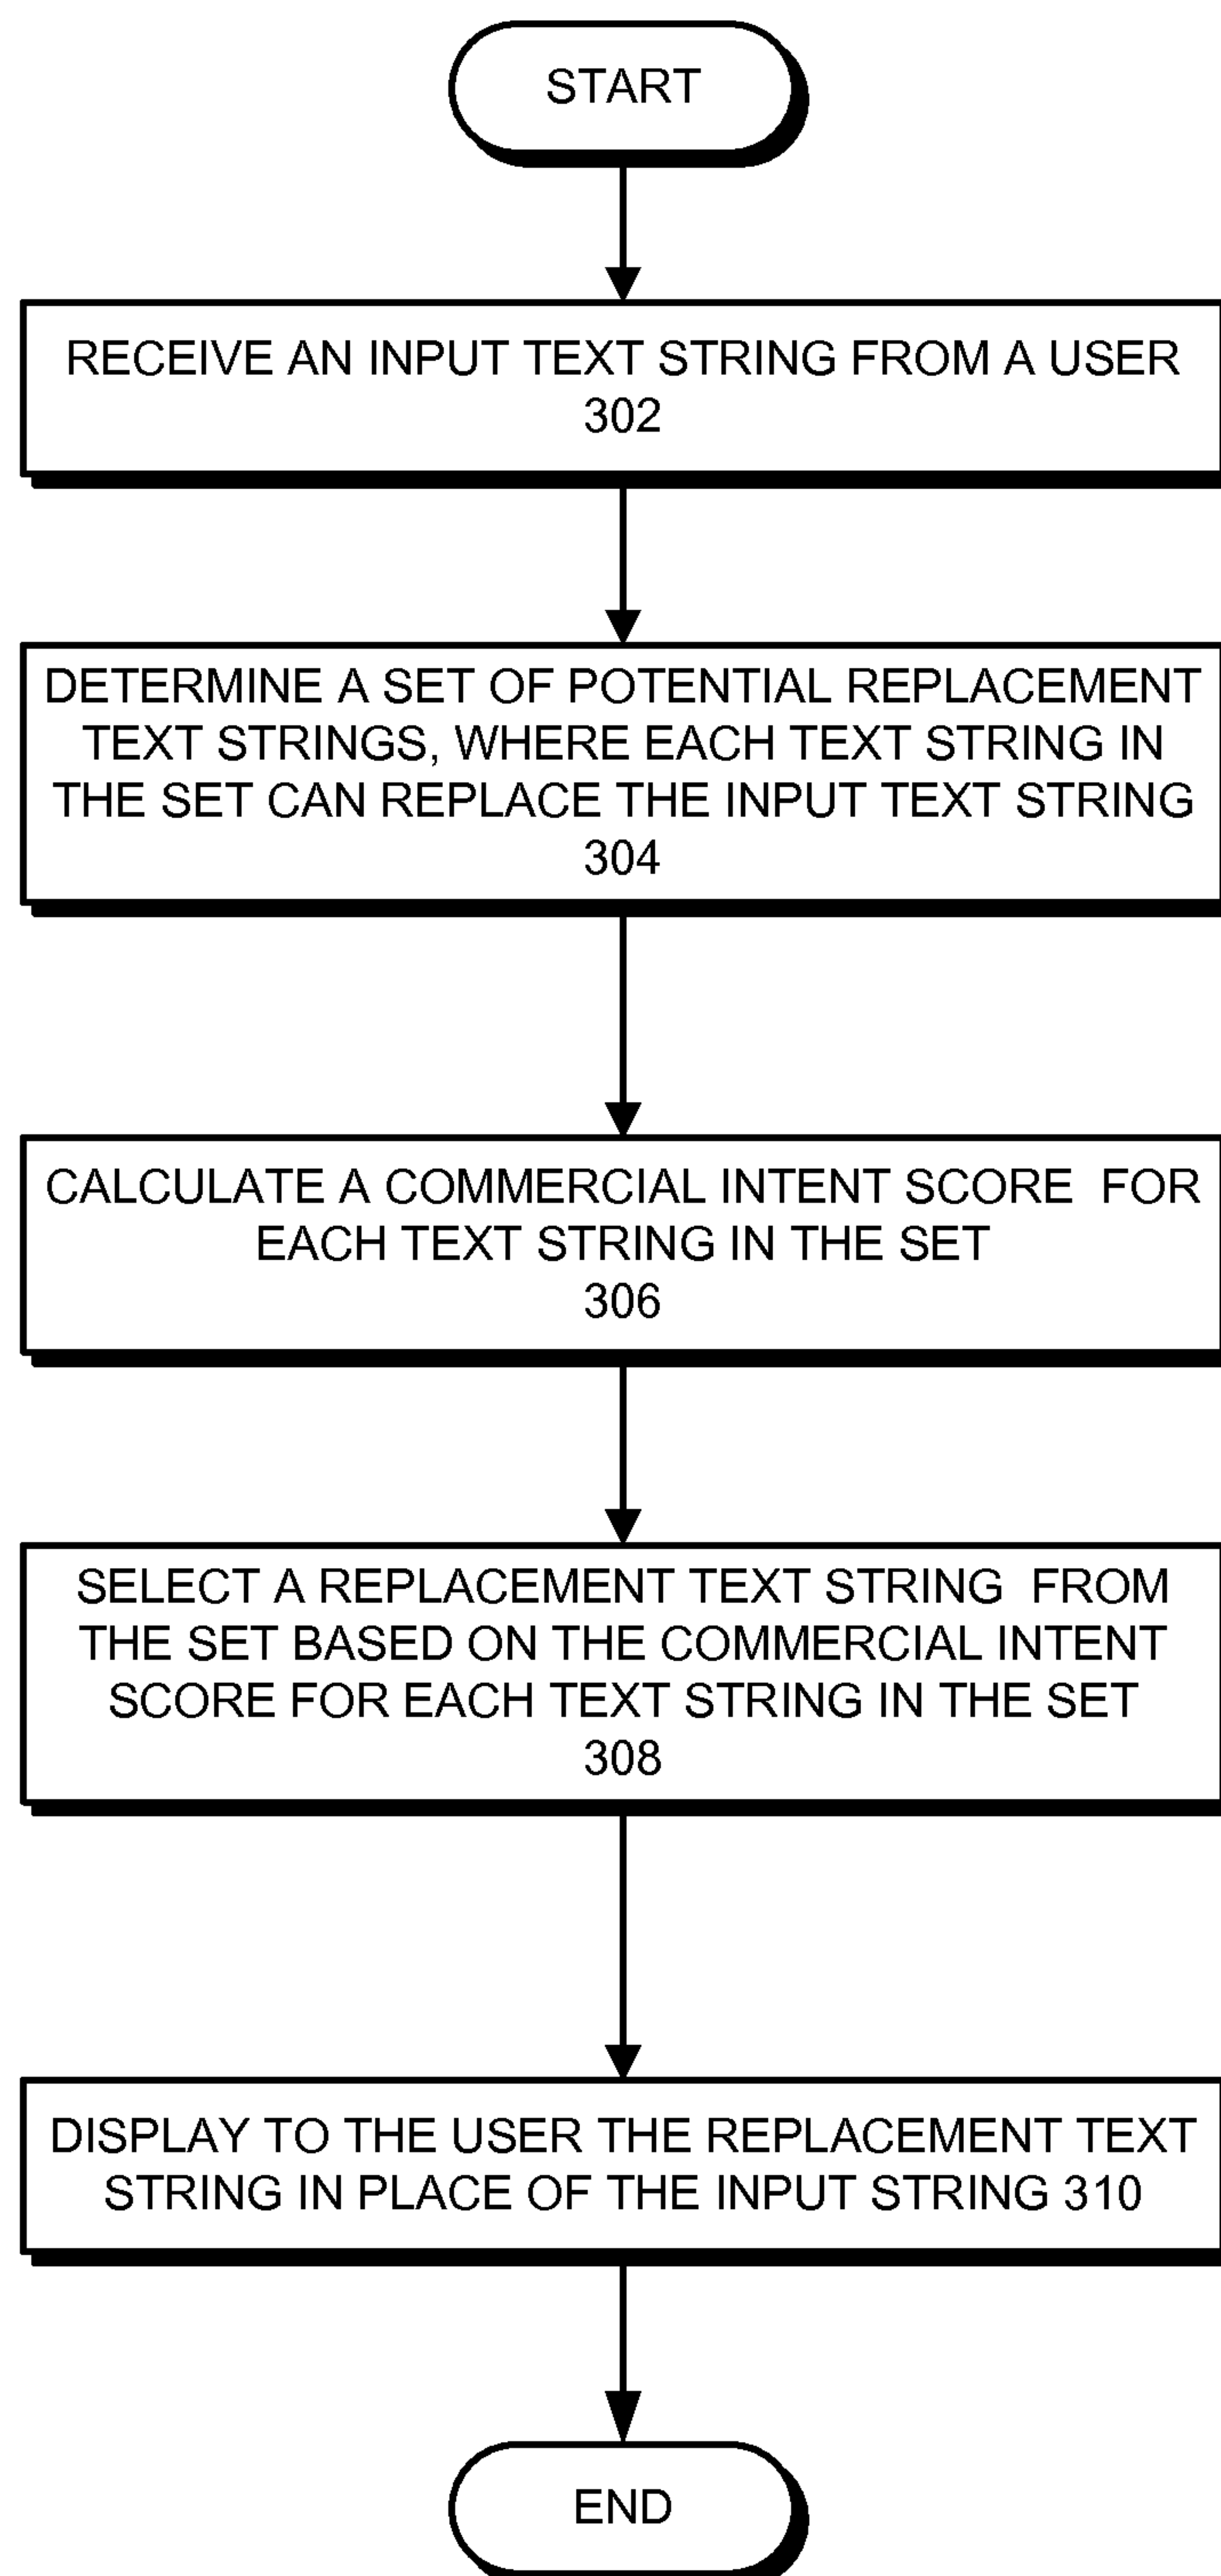 START
RECEIVE AN INPUT TEXT STRING FROM A USER
302
DETERMINE A SET OF POTENTIAL REPLACEMENT
TEXT STRINGS, WHERE EACH TEXT STRING IN
THE SET CAN REPLACE THE INPUT TEXT STRING
304
CALCULATE A COMMERCIAL INTENT SCORE FOR
EACH TEXT STRING IN THE SET
306
SELECT A REPLACEMENT TEXT STRING FROM
THE SET BASED ON THE COMMERCIAL INTENT
SCORE FOR EACH TEXT STRING IN THE SET
308
DISPLAY TO THE USER THE REPLACEMENT TEXT
STRING IN PLACE OF THE INPUT STRING 310
END